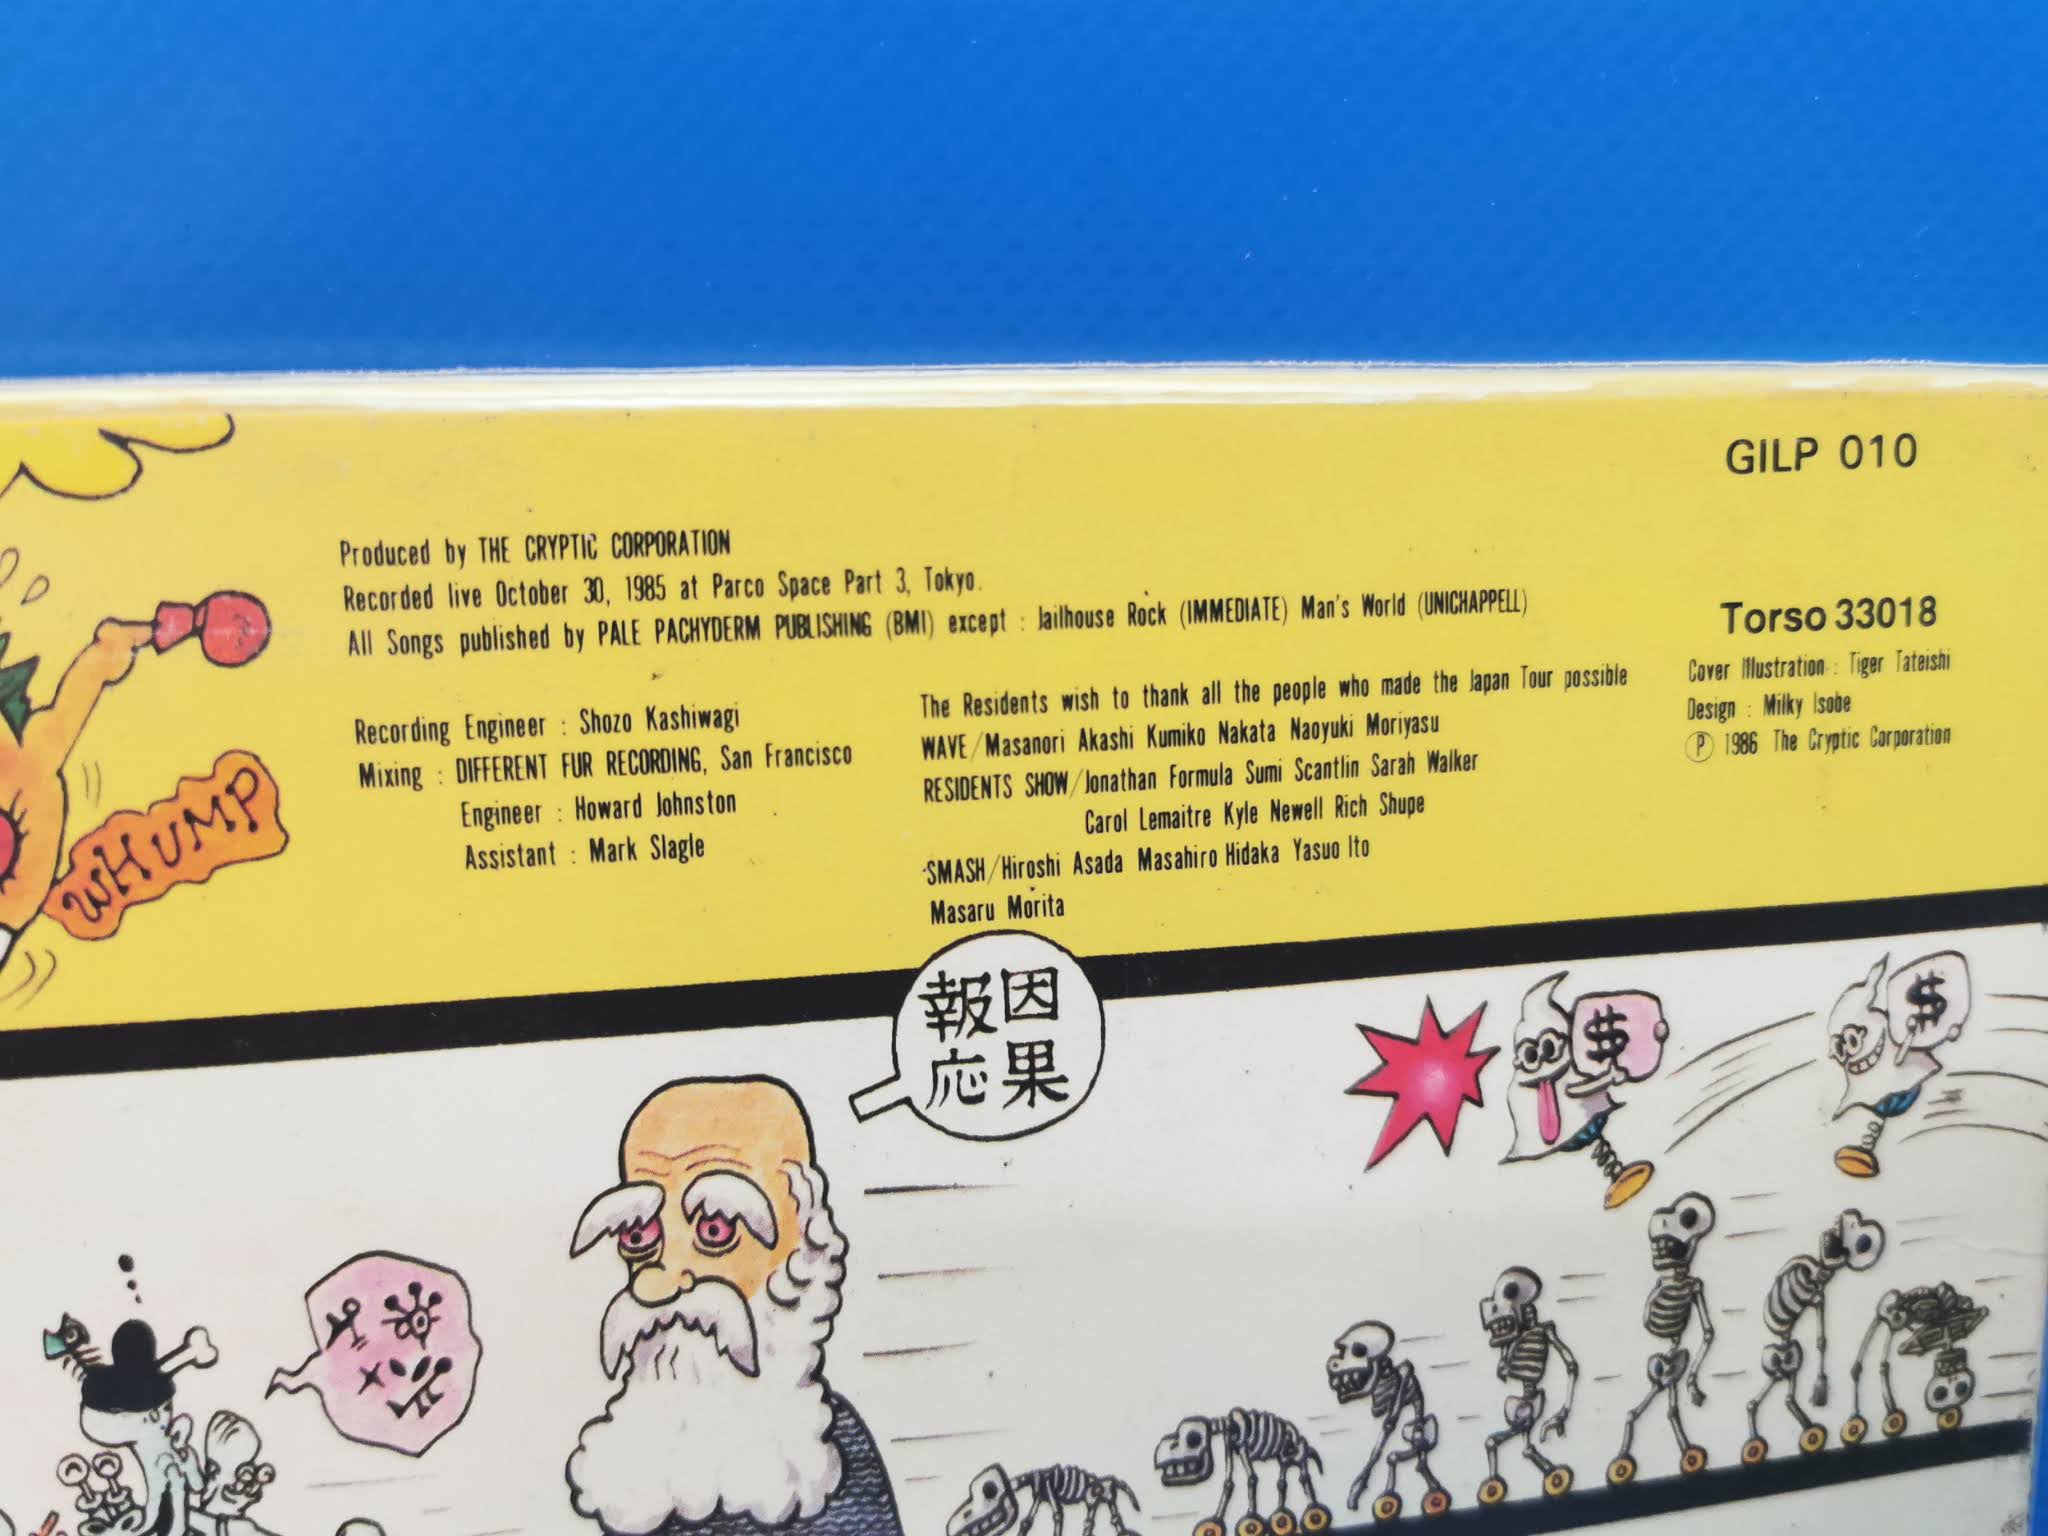 GILP 010
Produced by THE CRYPTIC CORPORATION
Recorded live October 30, 1985 at Parco Space Part 3, Tokyo.
All Songs published by PALE PACHYDERM PUBLISHING (BMI) except : Jailhouse Rock (IMMEDIATE) Man's World (UNICHAPPELL)
Recording Engineer : Shozo Kashiwagi
Mixing : DIFFERENT FUR RECORDING, San Francisco
Engineer : Howard Johnston
Assistant : Mark Slagle
The Residents wish to thank all the people who made the Japan Tour possible
WAVE/Masanori Akashi Kumiko Nakata Naoyuki Moriyasu
RESIDENTS SHOW/Jonathan Formula Sumi Scantlin Sarah Walker
Carol Lemaitre Kyle Newell Rich Shupe
SMASH/Hiroshi Asada Masahiro Hidaka Yasuo Ito
Masaru Morita
Torso 33018
Cover Illustration : Tiger Tateishi
Design : Milky Isobe
Ⓟ 1986 The Cryptic Corporation
WHUMP
因果
報応
$
$